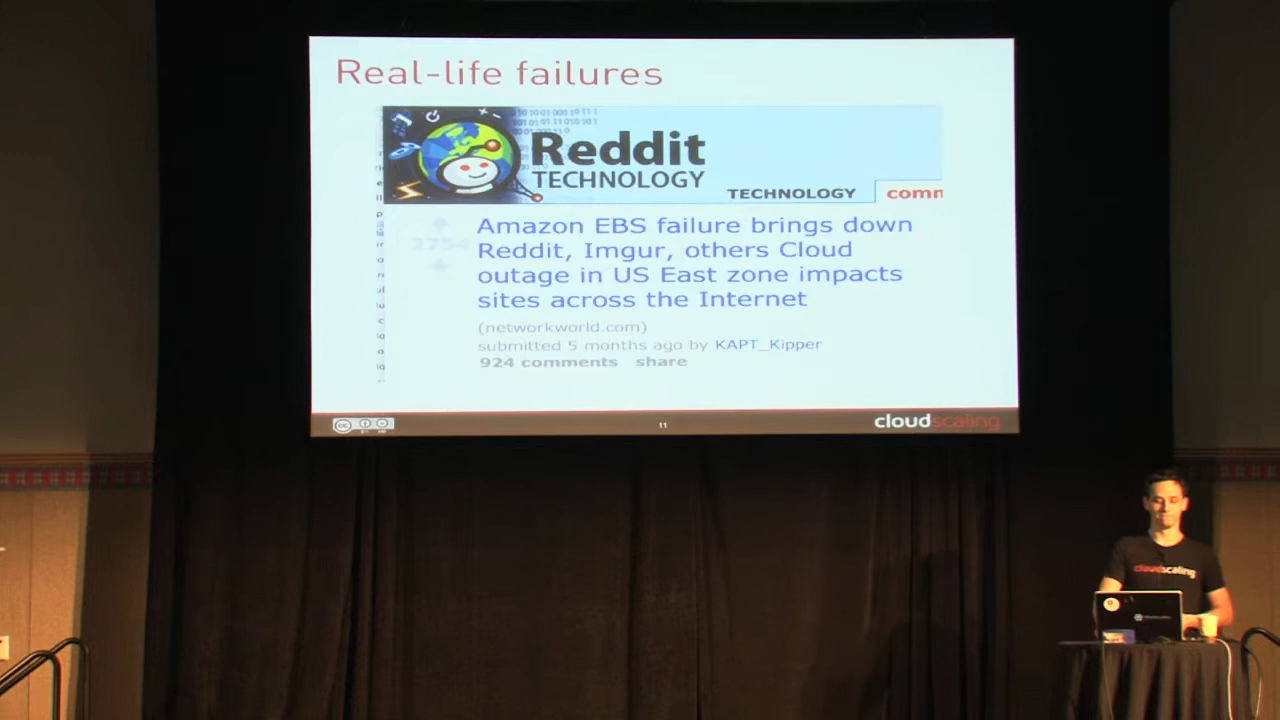 Real-life failures
Reddit
TECHNOLOGY
TECHNOLOGY
comm
Amazon EBS failure brings down
Reddit, Imgur, others Cloud
outage in US East zone impacts
sites across the Internet
(networkworld.com)
submitted 5 months ago by KAPT_Kipper
924 comments share
cc
11
cloudscaling
cloudscaling